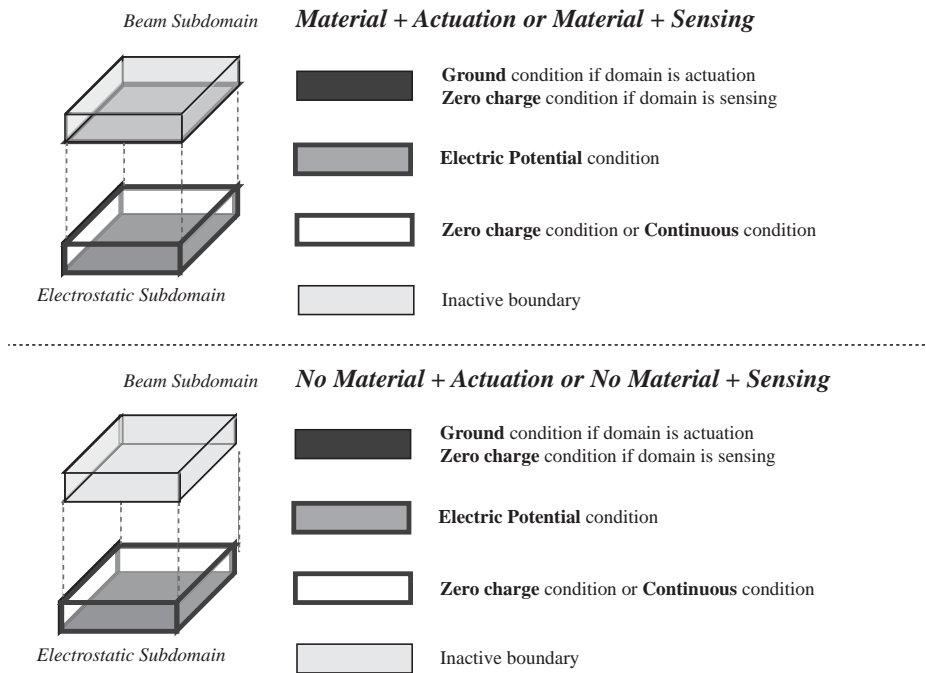 Beam Subdomain
Material + Actuation or Material + Sensing
Ground condition if domain is actuation
Zero charge condition if domain is sensing
Electric Potential condition
Zero charge condition or Continuous condition
Electrostatic Subdomain
Inactive boundary
Beam Subdomain
No Material + Actuation or No Material + Sensing
Ground condition if domain is actuation
Zero charge condition if domain is sensing
Electric Potential condition
Zero charge condition or Continuous condition
Electrostatic Subdomain
Inactive boundary